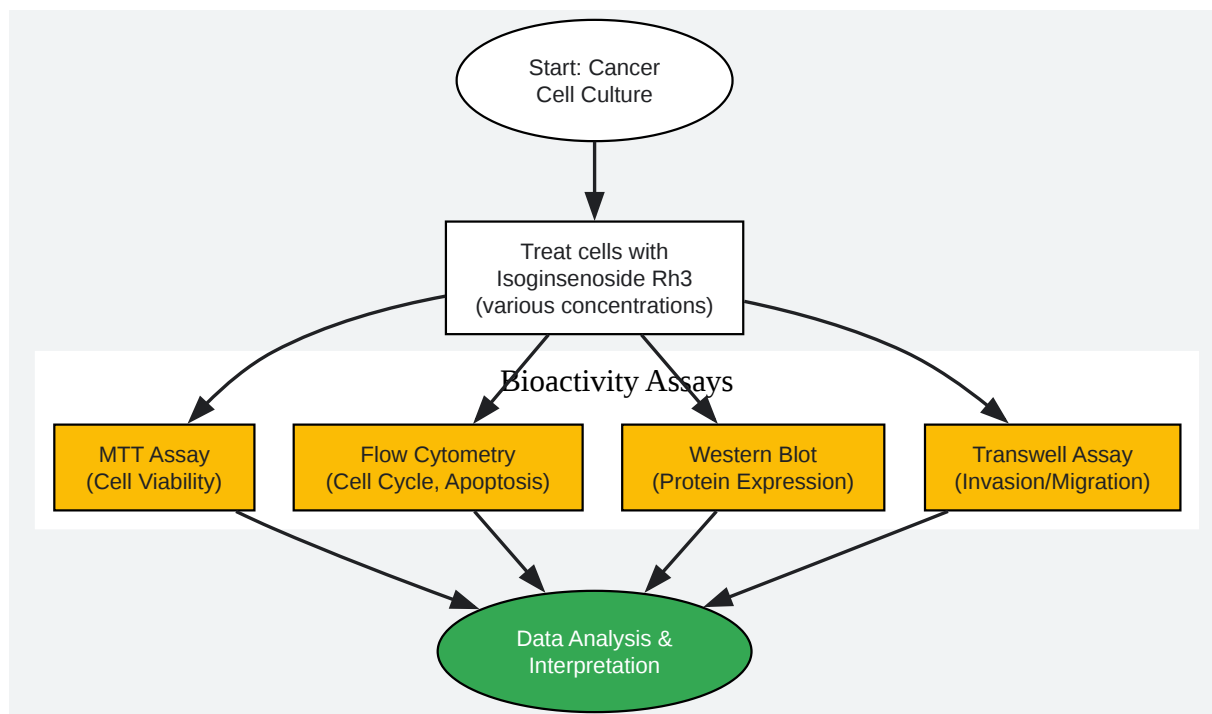 Start: Cancer
Cell Culture
Treat cells with
Isoginsenoside Rh3
(various concentrations)
Bioactivity Assays
MTT Assay
(Cell Viability)
Flow Cytometry
(Cell Cycle, Apoptosis)
Western Blot
(Protein Expression)
Transwell Assay
(Invasion/Migration)
Data Analysis &
Interpretation